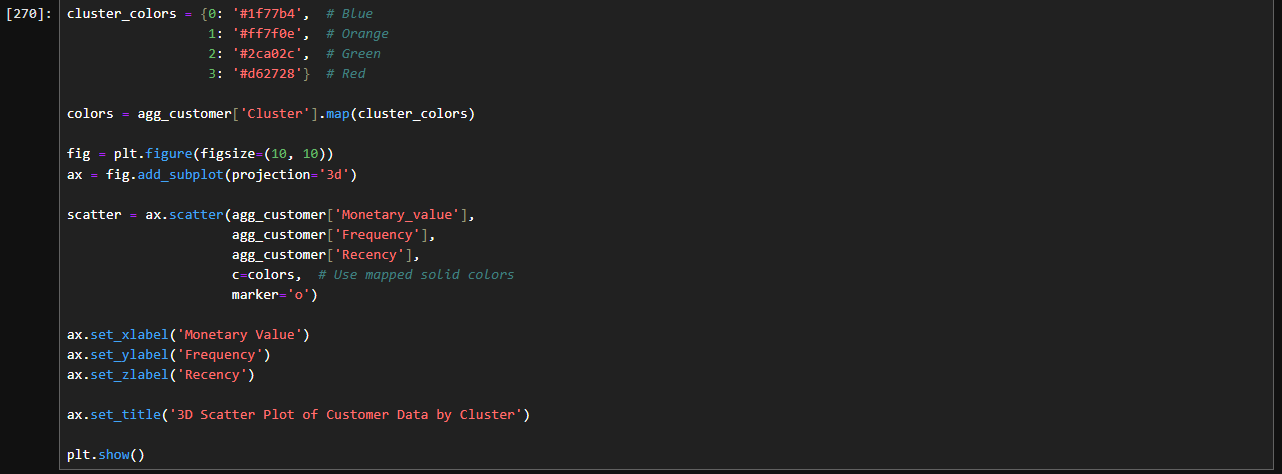 [270]: cluster_colors = {0: '#1f77b4',  # Blue
                  1: '#ff7f0e',  # Orange
                  2: '#2ca02c',  # Green
                  3: '#d62728'}  # Red
colors = agg_customer['Cluster'].map(cluster_colors)
fig = plt.figure(figsize=(10, 10))
ax = fig.add_subplot(projection='3d')
scatter = ax.scatter(agg_customer['Monetary_value'],
                     agg_customer['Frequency'],
                     agg_customer['Recency'],
                     c=colors,  # Use mapped solid colors
                     marker='o')
ax.set_xlabel('Monetary Value')
ax.set_ylabel('Frequency')
ax.set_zlabel('Recency')
ax.set_title('3D Scatter Plot of Customer Data by Cluster')
plt.show()